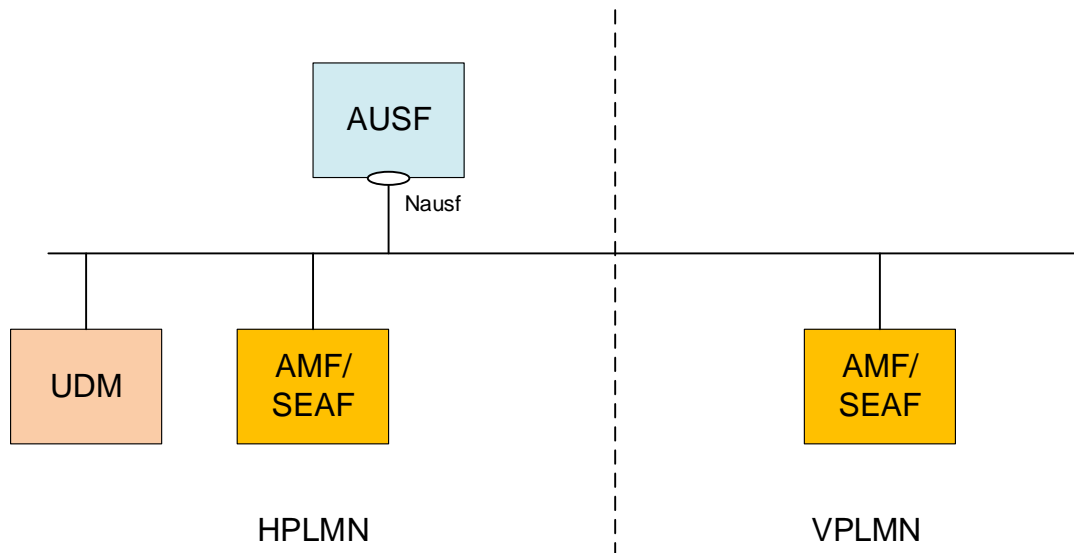 AUSF
Nausf
UDM
AMF/
SEAF
AMF/
SEAF
HPLMN
VPLMN